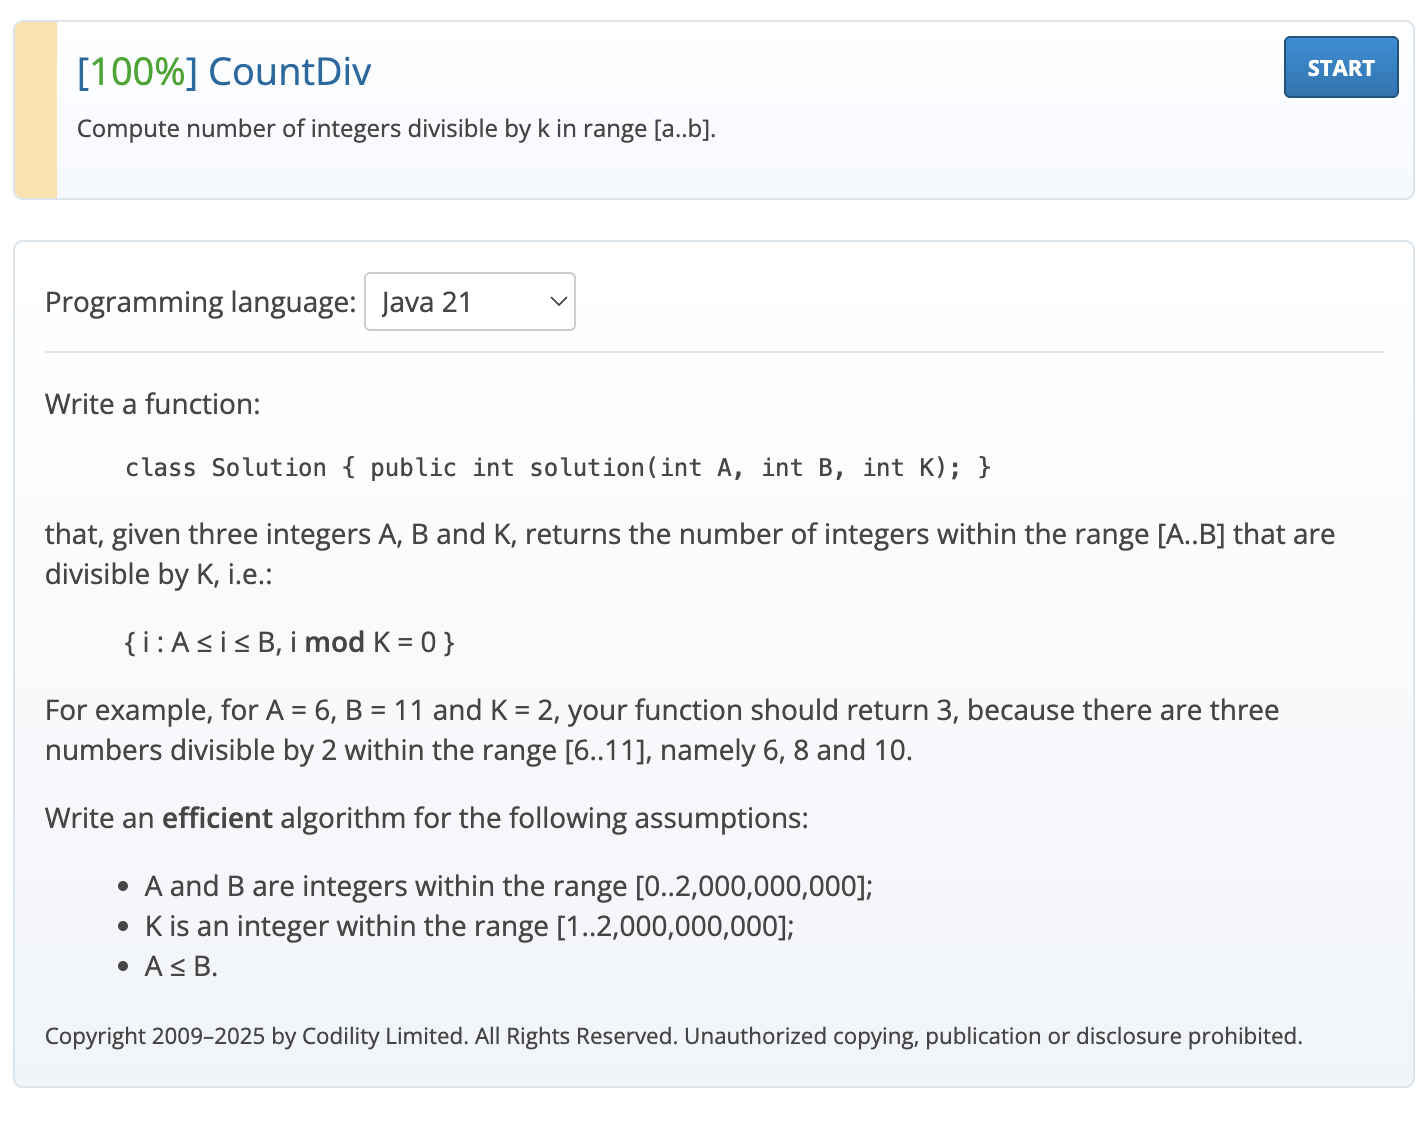 [100%] CountDiv
START
Compute number of integers divisible by k in range [a..b].
Programming language: Java 21
Write a function:
class Solution { public int solution(int A, int B, int K); }
that, given three integers A, B and K, returns the number of integers within the range [A..B] that are
divisible by K, i.e.:
{ i : A ≤ i ≤ B, i mod K = 0 }
For example, for A = 6, B = 11 and K = 2, your function should return 3, because there are three
numbers divisible by 2 within the range [6..11], namely 6, 8 and 10.
Write an efficient algorithm for the following assumptions:
• A and B are integers within the range [0..2,000,000,000];
• K is an integer within the range [1..2,000,000,000];
• A ≤ B.
Copyright 2009–2025 by Codility Limited. All Rights Reserved. Unauthorized copying, publication or disclosure prohibited.